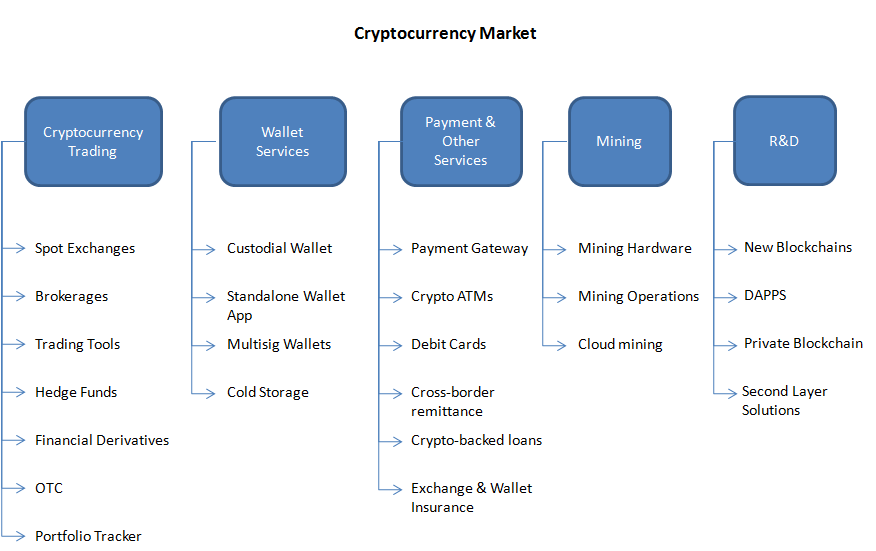 Cryptocurrency Market
Cryptocurrency
Trading
Spot Exchanges
Brokerages
Trading Tools
Hedge Funds
Financial Derivatives
OTC
Portfolio Tracker
Wallet
Services
Custodial Wallet
Standalone Wallet
App
Multisig Wallets
Cold Storage
Payment &
Other
Services
Payment Gateway
Crypto ATMs
Debit Cards
Cross-border
remittance
Crypto-backed loans
Exchange & Wallet
Insurance
Mining
Mining Hardware
Mining Operations
Cloud mining
R&D
New Blockchains
DAPPS
Private Blockchain
Second Layer
Solutions